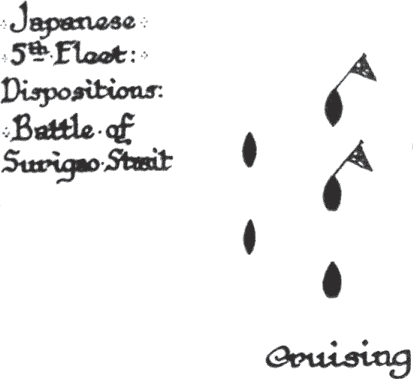 Japanese
5th Fleet:
Dispositions:
Battle of
Surigao Strait
Cruising